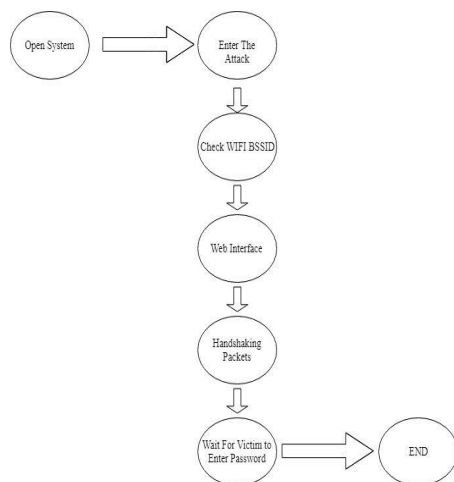 Open System
Enter The
Attack
Check WIFI BSSID
Web Interface
Handshaking
Packets
Wait For Victim to
Enter Password
END